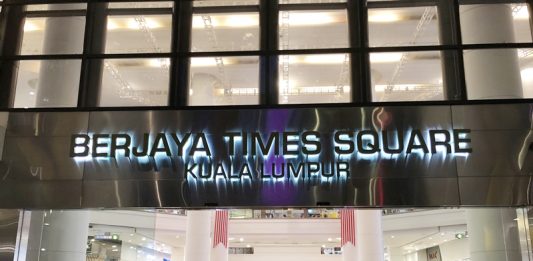 BERJAYA TIMES SQUARE
KUALA LUMPUR